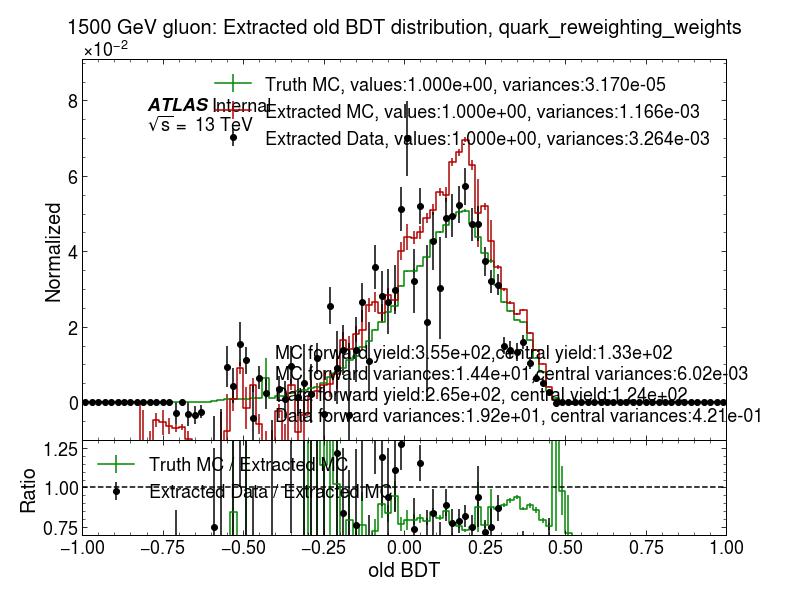 1500 GeV gluon: Extracted old BDT distribution, quark_reweighting_weights
×10⁻²
Truth MC, values:1.000e+00, variances:3.170e-05
ATLAS Internal
Extracted MC, values:1.000e+00, variances:1.166e-03
√s = 13 TeV
Extracted Data, values:1.000e+00, variances:3.264e-03
8
6
4
2
0
Normalized
MC forward yield:3.55e+02,central yield:1.33e+02
MC forward variances:1.44e+01, central variances:6.02e-03
Data forward yield:2.65e+02, central yield:1.24e+02
Data forward variances:1.92e+01, central variances:4.21e-01
1.25
1.00
0.75
Ratio
Truth MC / Extracted MC
Extracted Data / Extracted MC
−1.00 −0.75 −0.50 −0.25 0.00 0.25 0.50 0.75 1.00
old BDT